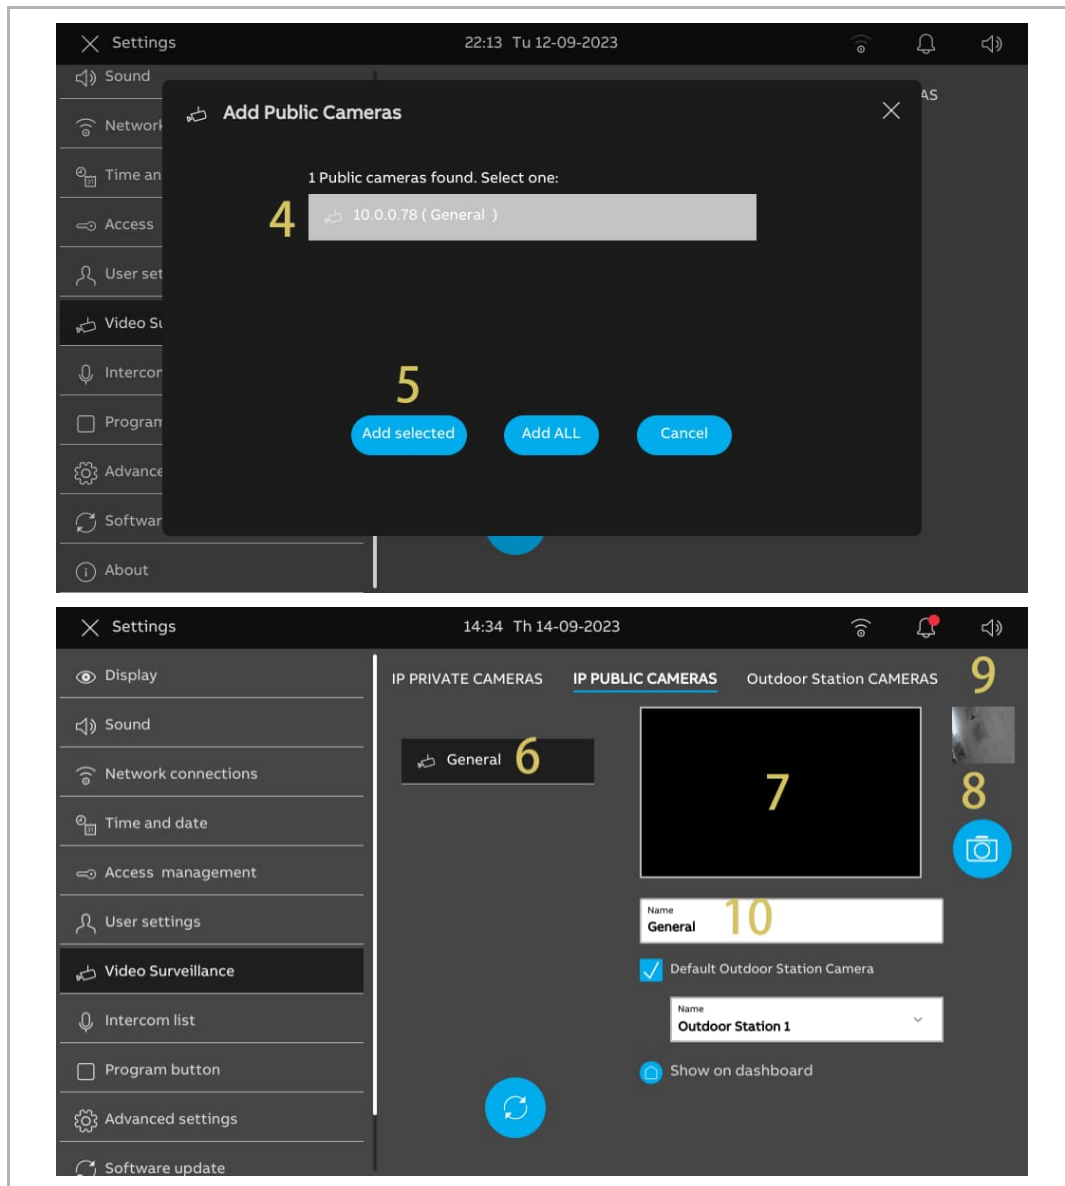 Settings
22:13 Tu 12-09-2023
Sound
Add Public Cameras
AS
Network
Time an
1 Public cameras found. Select one:
4
10.0.0.78 ( General )
Access
User set
Video Su
Intercor
5
Program
Add selected
Add ALL
Cancel
Advance
Softwar
About
Settings
14:34 Th 14-09-2023
Display
IP PRIVATE CAMERAS
IP PUBLIC CAMERAS
Outdoor Station CAMERAS
9
Sound
General
6
Network connections
7
8
Time and date
Access management
Name
General
10
User settings
Video Surveillance
Default Outdoor Station Camera
Intercom list
Name
Outdoor Station 1
Program button
Show on dashboard
Advanced settings
Software update